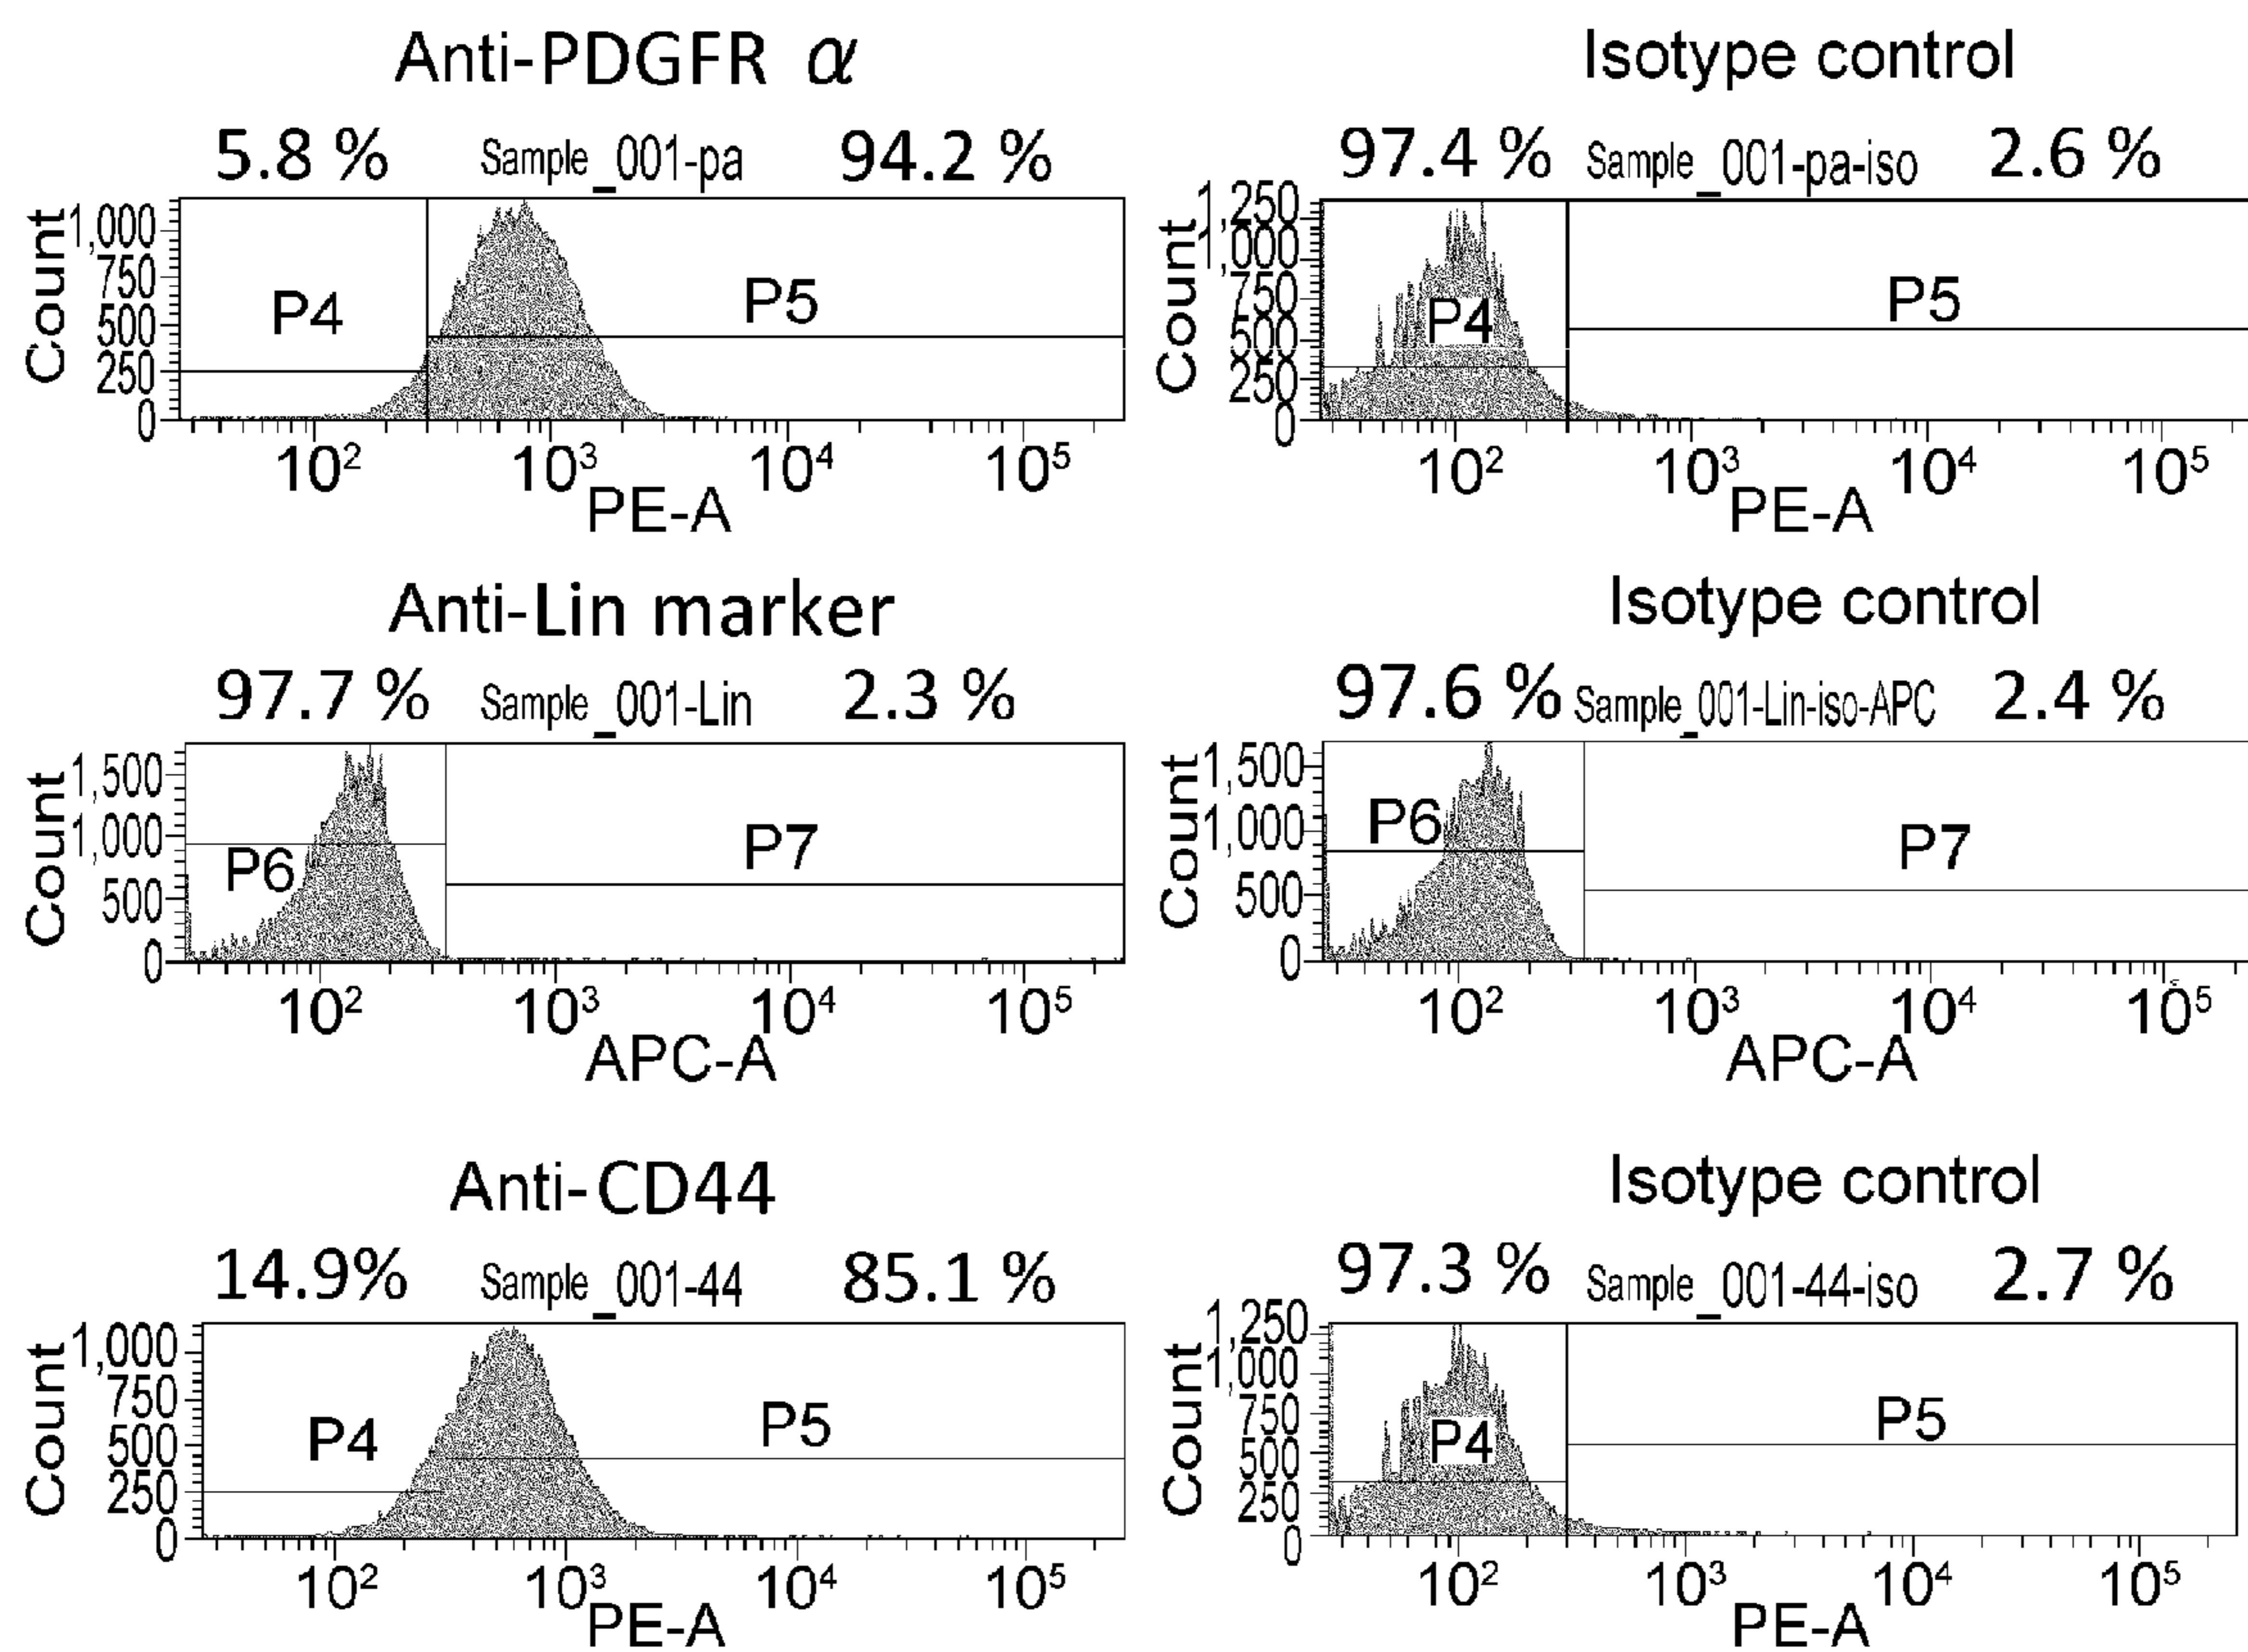 Anti-PDGFR α
5.8 % Sample_001-pa 94.2 %
Count
1,000
750
500
250
0
P4
P5
10² 10³ 10⁴ 10⁵
PE-A
Isotype control
97.4 % Sample_001-pa-iso 2.6 %
Count
1,250
1,000
750
500
250
0
P4
P5
10² 10³ 10⁴ 10⁵
PE-A
Anti-Lin marker
97.7 % Sample_001-Lin 2.3 %
Count
1,500
1,000
500
0
P6
P7
10² 10³ 10⁴ 10⁵
APC-A
Isotype control
97.6 % Sample_001-Lin-iso-APC 2.4 %
Count
1,500
1,000
500
0
P6
P7
10² 10³ 10⁴ 10⁵
APC-A
Anti-CD44
14.9% Sample_001-44 85.1 %
Count
1,000
750
500
250
0
P4
P5
10² 10³ 10⁴ 10⁵
PE-A
Isotype control
97.3 % Sample_001-44-iso 2.7 %
Count
1,250
1,000
750
500
250
0
P4
P5
10² 10³ 10⁴ 10⁵
PE-A